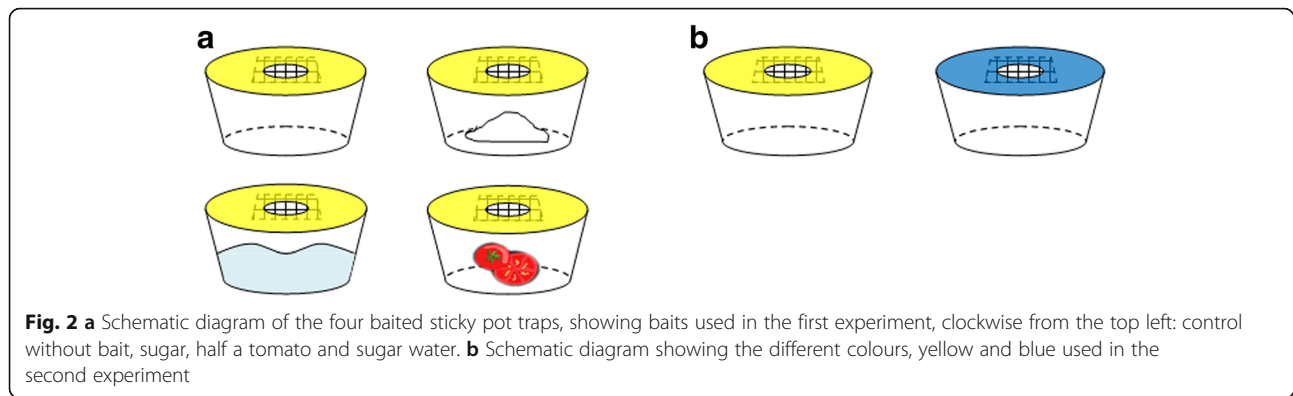 a
b
Fig. 2 a Schematic diagram of the four baited sticky pot traps, showing baits used in the first experiment, clockwise from the top left: control
without bait, sugar, half a tomato and sugar water. b Schematic diagram showing the different colours, yellow and blue used in the
second experiment